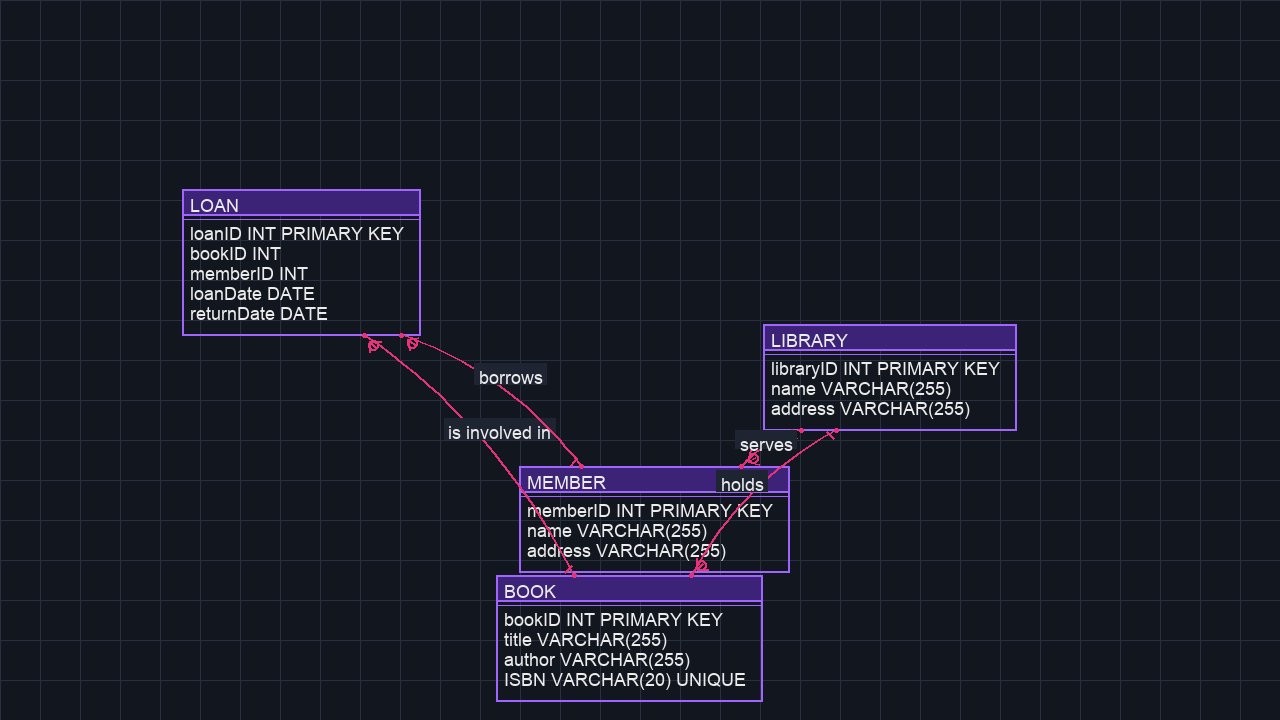 LOAN
loanID INT PRIMARY KEY
bookID INT
memberID INT
loanDate DATE
returnDate DATE
LIBRARY
libraryID INT PRIMARY KEY
name VARCHAR(255)
address VARCHAR(255)
borrows
is involved in
serves
holds
MEMBER
memberID INT PRIMARY KEY
name VARCHAR(255)
address VARCHAR(255)
BOOK
bookID INT PRIMARY KEY
title VARCHAR(255)
author VARCHAR(255)
ISBN VARCHAR(20) UNIQUE